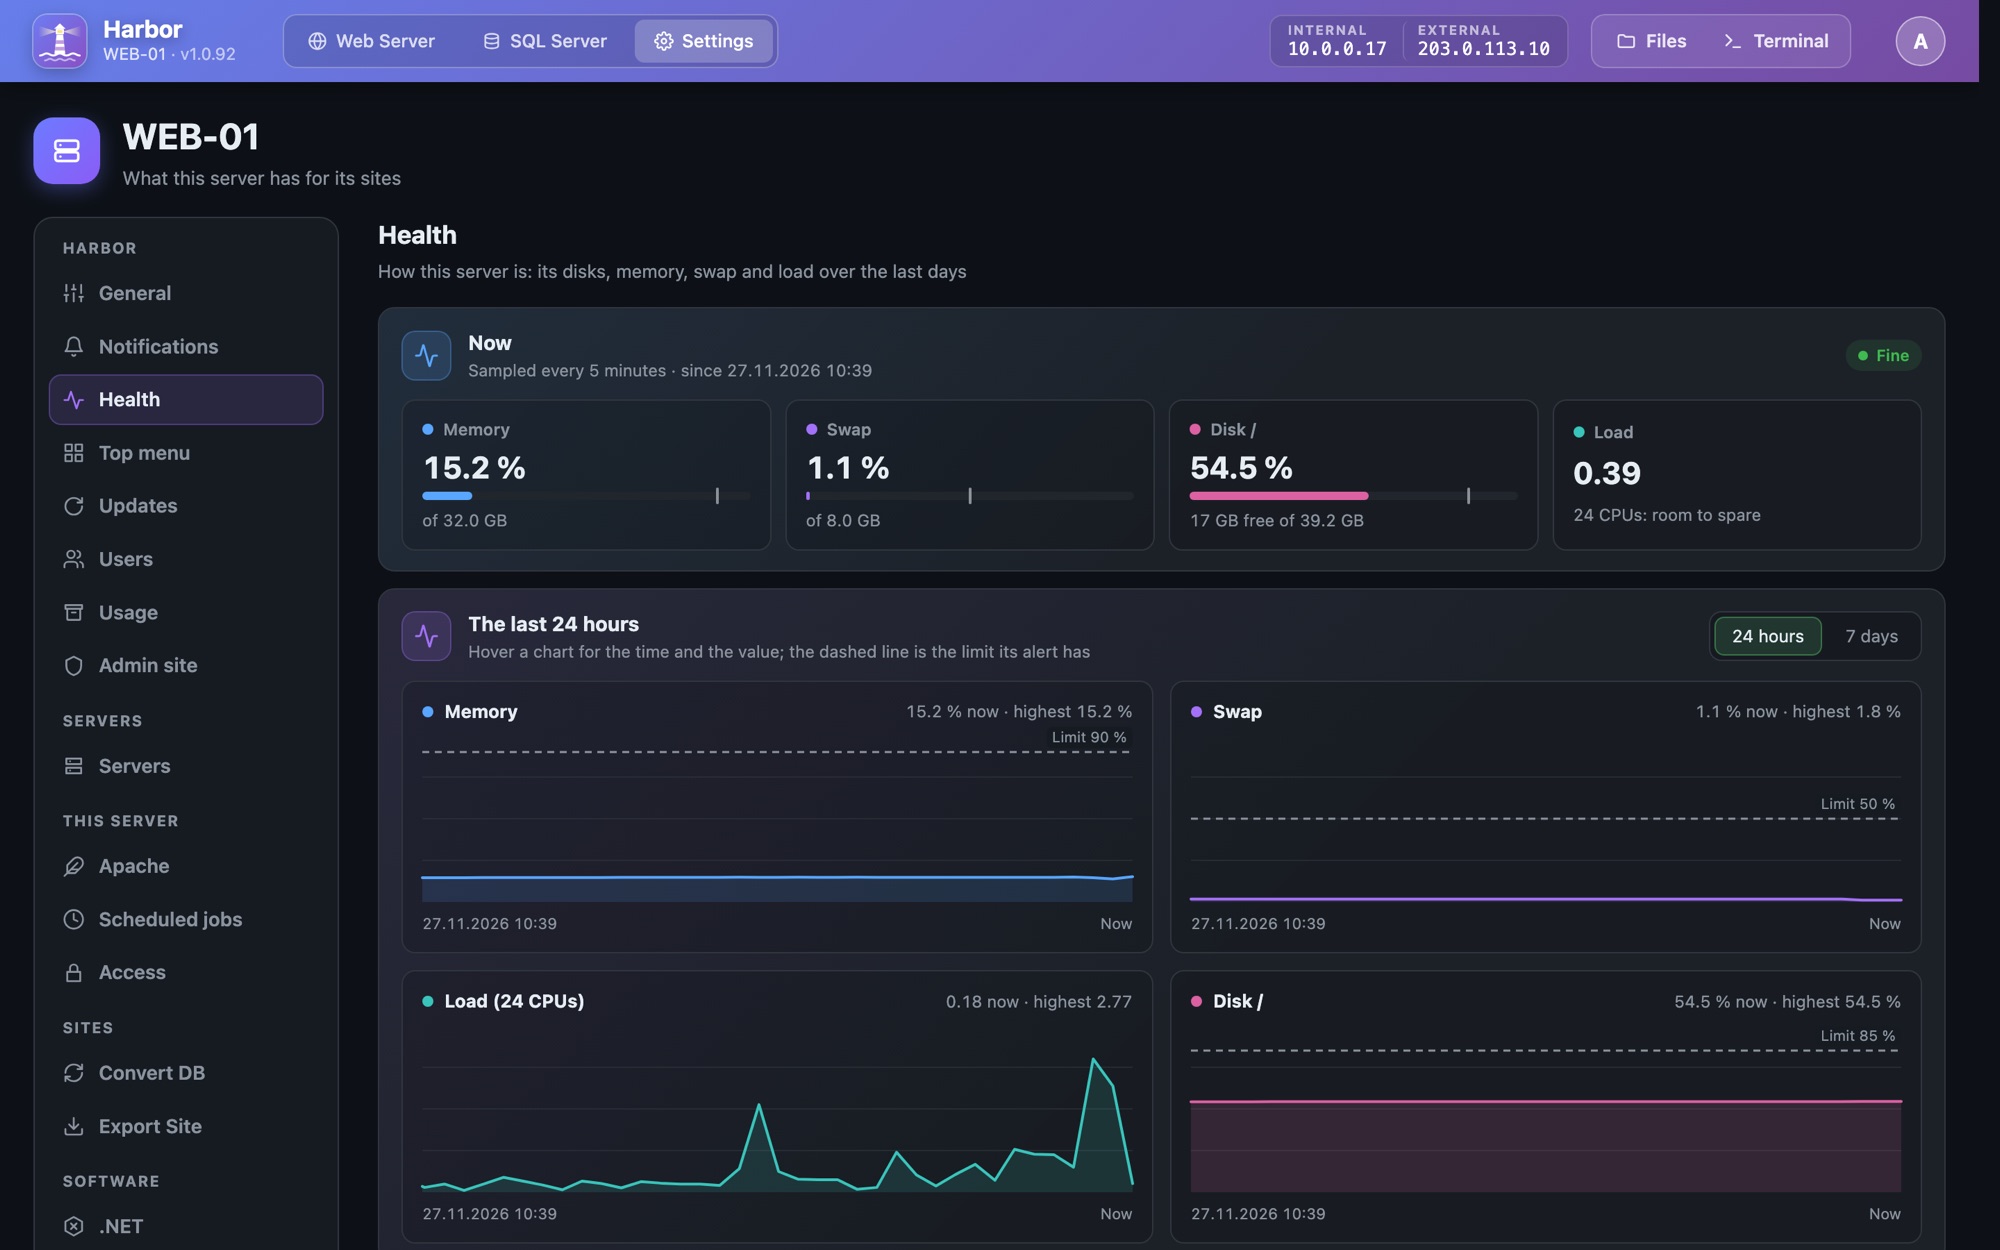 Harbor
WEB-01 · v1.0.92
Web Server
SQL Server
Settings
INTERNAL
10.0.0.17
EXTERNAL
203.0.113.10
Files
Terminal
A
WEB-01
What this server has for its sites
HARBOR
General
Notifications
Health
Top menu
Updates
Users
Usage
Admin site
SERVERS
Servers
THIS SERVER
Apache
Scheduled jobs
Access
SITES
Convert DB
Export Site
SOFTWARE
.NET
Health
How this server is: its disks, memory, swap and load over the last days
Now
Sampled every 5 minutes · since 27.11.2026 10:39
Fine
Memory
15.2 %
of 32.0 GB
Swap
1.1 %
of 8.0 GB
Disk /
54.5 %
17 GB free of 39.2 GB
Load
0.39
24 CPUs: room to spare
The last 24 hours
Hover a chart for the time and the value; the dashed line is the limit its alert has
24 hours
7 days
Memory
15.2 % now · highest 15.2 %
Limit 90 %
27.11.2026 10:39
Now
Swap
1.1 % now · highest 1.8 %
Limit 50 %
27.11.2026 10:39
Now
Load (24 CPUs)
0.18 now · highest 2.77
27.11.2026 10:39
Now
Disk /
54.5 % now · highest 54.5 %
Limit 85 %
27.11.2026 10:39
Now